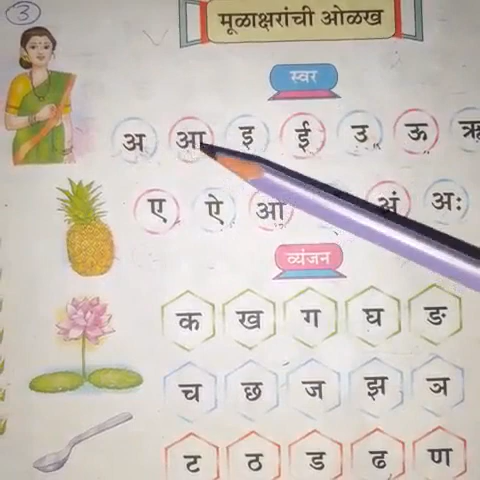 3
मूळाक्षरांची ओळख
स्वर
अ आ इ ई उ ऊ ऋ
ए ऐ अं अः
व्यंजन
क ख ग घ ङ
च छ ज झ ञ
ट ठ ड ढ ण